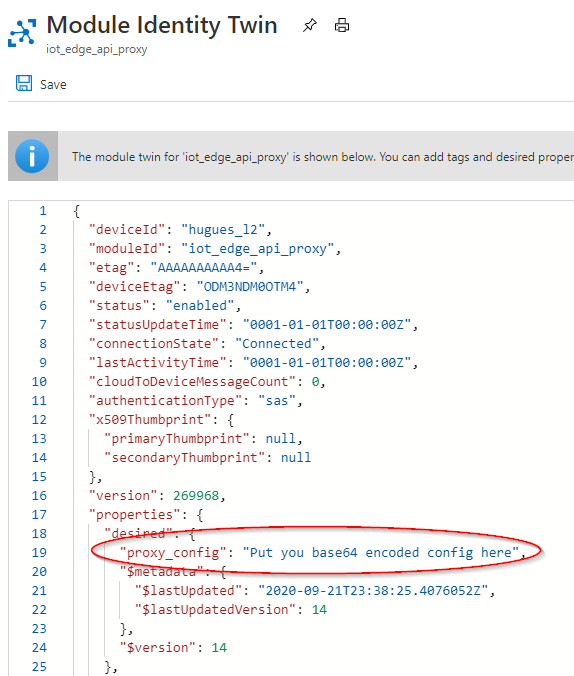 Module Identity Twin
iot_edge_api_proxy
Save
The module twin for 'iot_edge_api_proxy' is shown below. You can add tags and desired proper
1 {
2 "deviceId": "hugues_l2",
3 "moduleId": "iot_edge_api_proxy",
4 "etag": "AAAAAAAAAA4=",
5 "deviceEtag": "ODM3NDM0OTM4",
6 "status": "enabled",
7 "statusUpdateTime": "0001-01-01T00:00:00Z",
8 "connectionState": "Connected",
9 "lastActivityTime": "0001-01-01T00:00:00Z",
10 "cloudToDeviceMessageCount": 0,
11 "authenticationType": "sas",
12 "x509Thumbprint": {
13 "primaryThumbprint": null,
14 "secondaryThumbprint": null
15 },
16 "version": 269968,
17 "properties": {
18 "desired": {
19 "proxy_config": "Put you base64 encoded config here",
20 "$metadata": {
21 "$lastUpdated": "2020-09-21T23:38:25.4076052Z",
22 "$lastUpdatedVersion": 14
23 },
24 "$version": 14
25 },